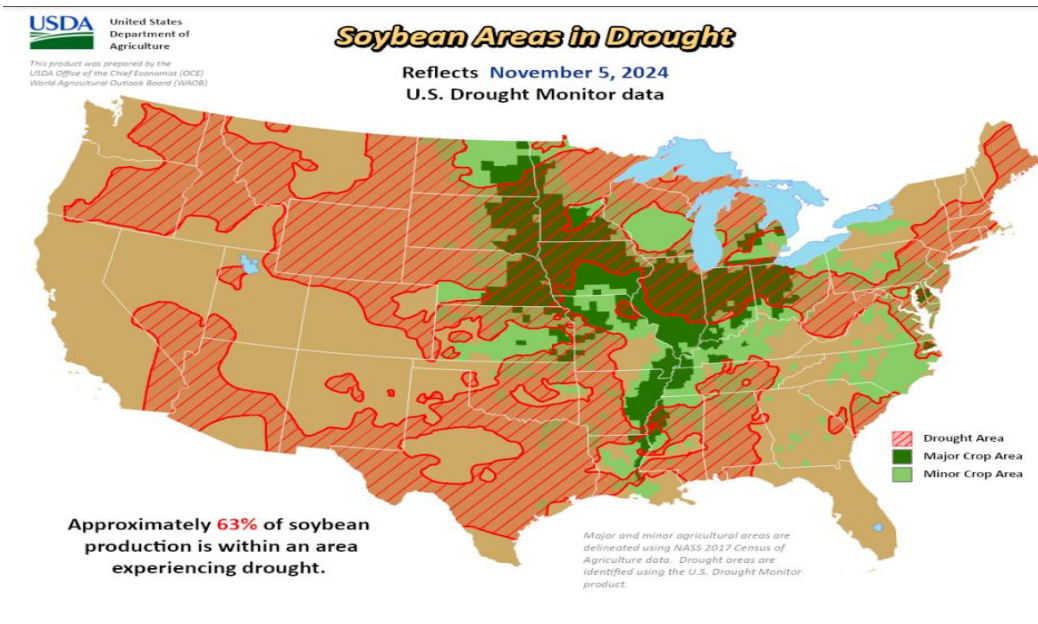 USDA
United States
Department of
Agriculture
This product was prepared by the
USDA Office of the Chief Economist (OCE)
World Agricultural Outlook Board (WAOB)
Soybean Areas in Drought
Reflects November 5, 2024
U.S. Drought Monitor data
Drought Area
Major Crop Area
Minor Crop Area
Approximately 63% of soybean
production is within an area
experiencing drought.
Major and minor agricultural areas are
delineated using NASS 2017 Census of
Agriculture data. Drought areas are
identified using the U.S. Drought Monitor
product.